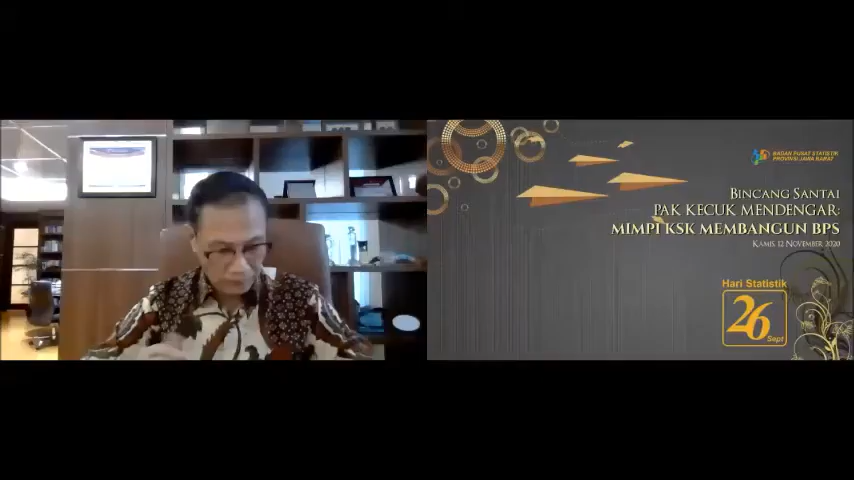 BADAN PUSAT STATISTIK
PROVINSI JAWA BARAT
BINCANG SANTAI
PAK KECUK MENDENGAR:
MIMPI KSK MEMBANGUN BPS
KAMIS, 12 NOVEMBER 2020
Hari Statistik
26
Sept